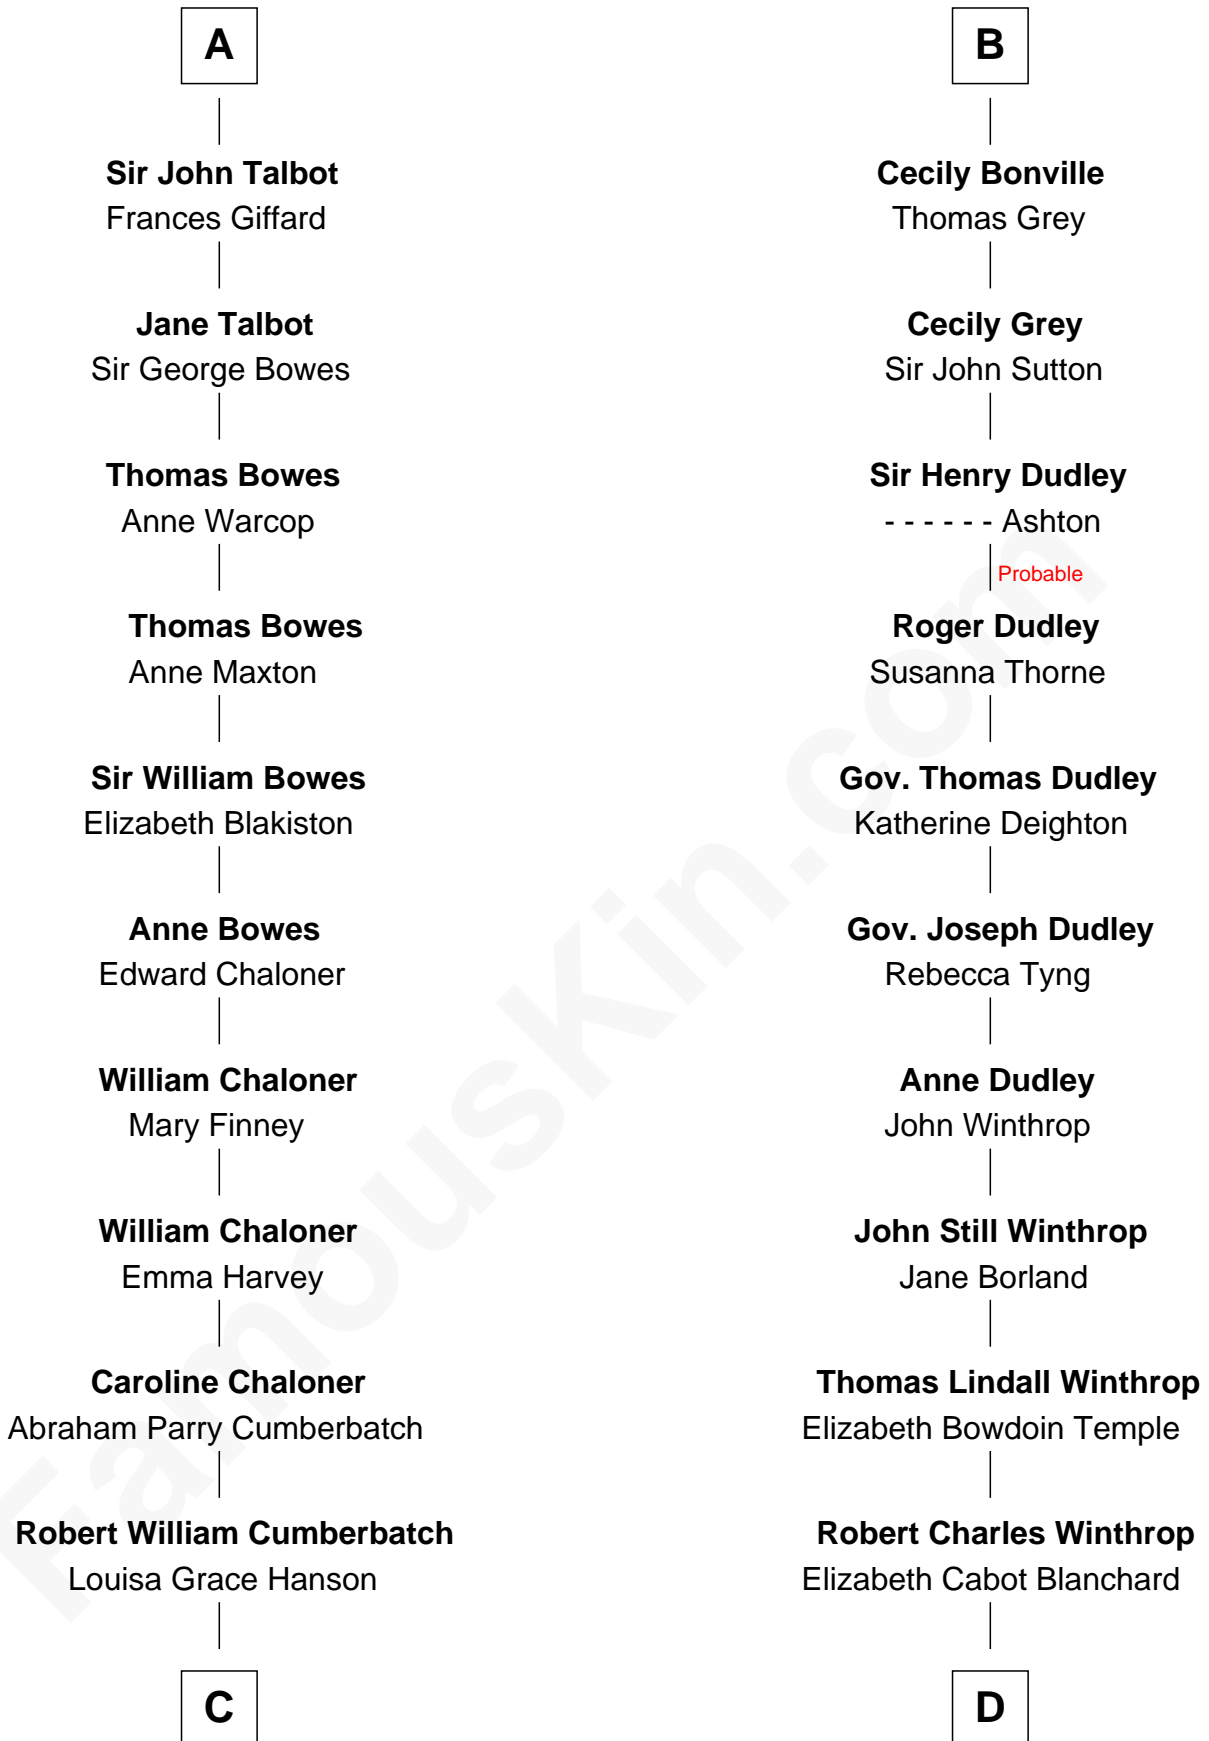 A
Sir John Talbot
Frances Giffard
Jane Talbot
Sir George Bowes
Thomas Bowes
Anne Warcop
Thomas Bowes
Anne Maxton
Sir William Bowes
Elizabeth Blakiston
Anne Bowes
Edward Chaloner
William Chaloner
Mary Finney
William Chaloner
Emma Harvey
Caroline Chaloner
Abraham Parry Cumberbatch
Robert William Cumberbatch
Louisa Grace Hanson
C
B
Cecily Bonville
Thomas Grey
Cecily Grey
Sir John Sutton
Sir Henry Dudley
- - - - - - Ashton
Probable
Roger Dudley
Susanna Thorne
Gov. Thomas Dudley
Katherine Deighton
Gov. Joseph Dudley
Rebecca Tyng
Anne Dudley
John Winthrop
John Still Winthrop
Jane Borland
Thomas Lindall Winthrop
Elizabeth Bowdoin Temple
Robert Charles Winthrop
Elizabeth Cabot Blanchard
D
FamousKin.com